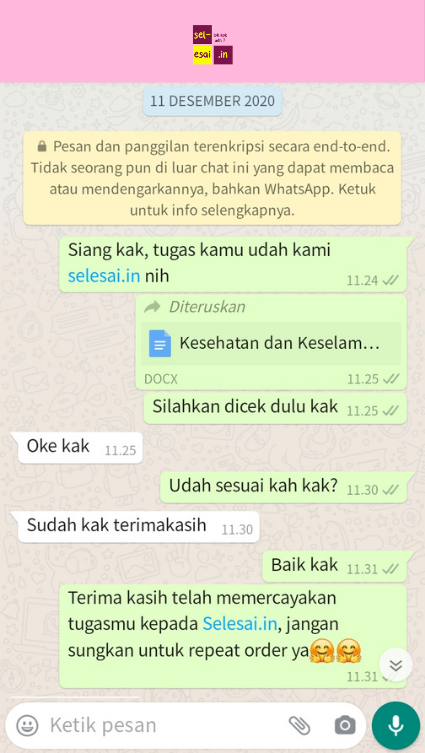 sel-
esai .in
11 DESEMBER 2020
Pesan dan panggilan terenkripsi secara end-to-end.
Tidak seorang pun di luar chat ini yang dapat membaca
atau mendengarkannya, bahkan WhatsApp. Ketuk
untuk info selengkapnya.
Siang kak, tugas kamu udah kami
selesai.in nih 11.24
Diteruskan
Kesehatan dan Keselam...
DOCX 11.25
Silahkan dicek dulu kak 11.25
Oke kak 11.25
Udah sesuai kah kak? 11.30
Sudah kak terimakasih 11.30
Baik kak 11.31
Terima kasih telah memercayakan
tugasmu kepada Selesai.in, jangan
sungkan untuk repeat order ya🤗🤗
11.31
Ketik pesan